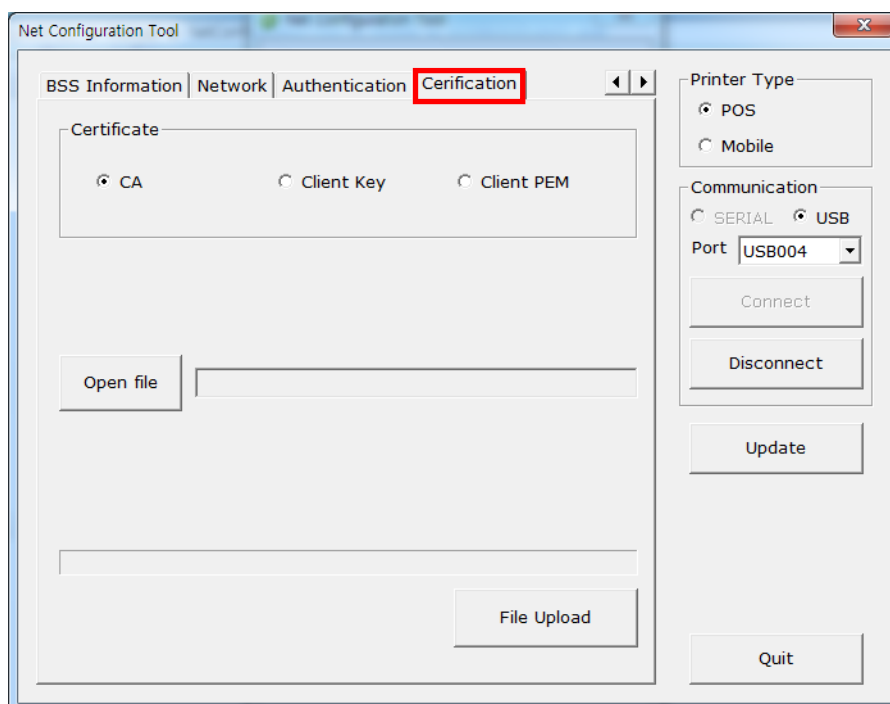 Net Configuration Tool
BSS Information Network Authentication Cerification
Certificate
CA Client Key Client PEM
Open file
File Upload
Printer Type
POS
Mobile
Communication
SERIAL USB
Port USB004
Connect
Disconnect
Update
Quit